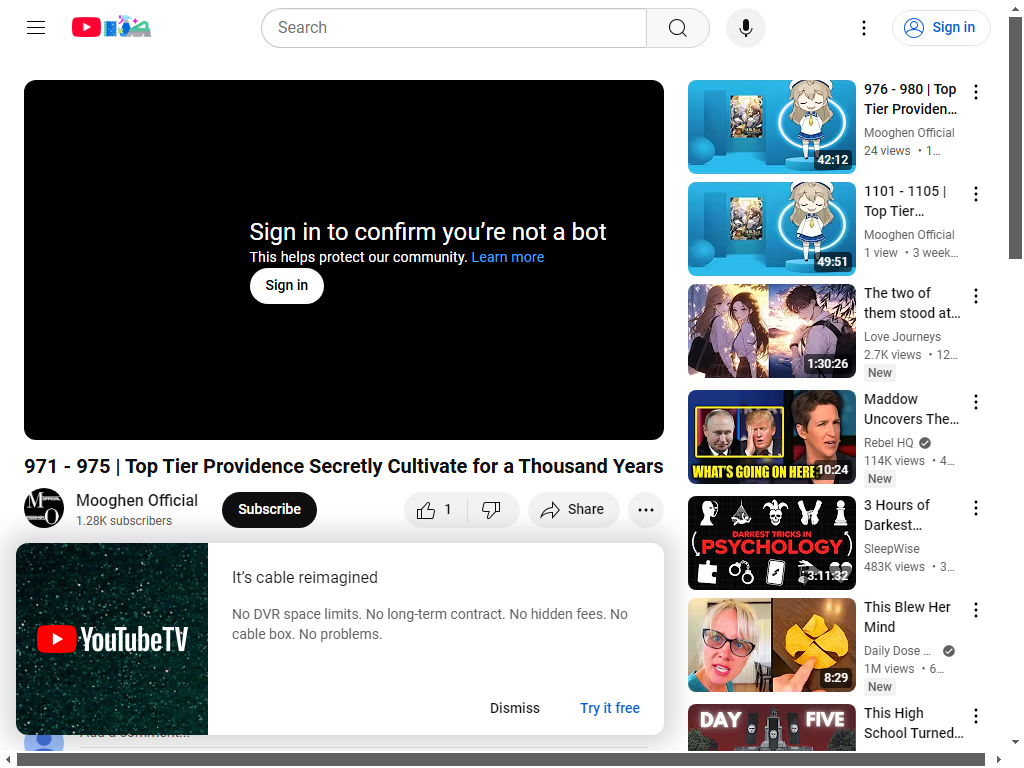 Search
Sign in
Sign in to confirm you’re not a bot
This helps protect our community. Learn more
Sign in
971 - 975 | Top Tier Providence Secretly Cultivate for a Thousand Years
Mooghen Official
1.28K subscribers
Subscribe
1
Share
YouTubeTV
It’s cable reimagined
No DVR space limits. No long-term contract. No hidden fees. No
cable box. No problems.
Dismiss
Try it free
Add a comment...
42:12
976 - 980 | Top
Tier Providen...
Mooghen Official
24 views • 1...
49:51
1101 - 1105 |
Top Tier...
Mooghen Official
1 view • 3 week...
1:30:26
The two of
them stood at...
Love Journeys
2.7K views • 12...
New
WHAT'S GOING ON HERE
10:24
Maddow
Uncovers The...
Rebel HQ
114K views • 4...
New
DARKEST TRICKS IN
PSYCHOLOGY
3:11:32
3 Hours of
Darkest...
SleepWise
483K views • 3...
8:29
This Blew Her
Mind
Daily Dose ...
1M views • 6...
New
DAY FIVE
This High
School Turned...